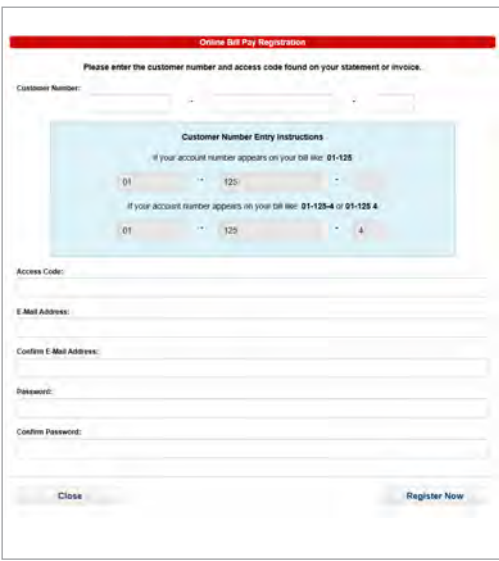 Online Bill Pay Registration
Please enter the customer number and access code found on your statement or invoice.
Customer Number: - -
Customer Number Entry Instructions
If your account number appears on your bill like: 01-125
01 - 125 -
If your account number appears on your bill like: 01-125-4 or 01-125 4
01 - 125 - 4
Access Code:
E-Mail Address:
Confirm E-Mail Address:
Password:
Confirm Password:
Close Register Now